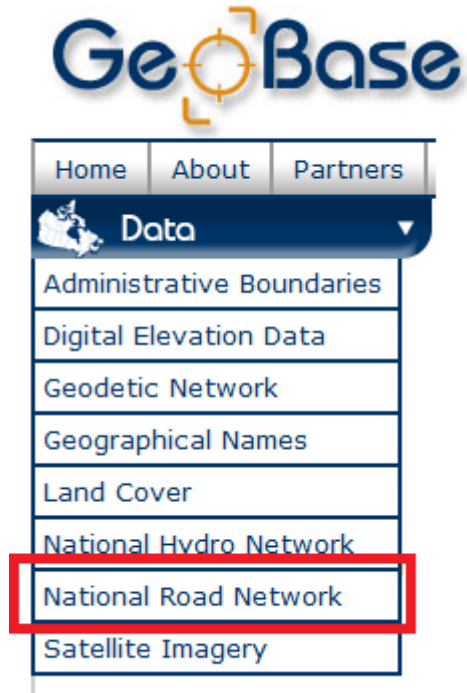 GeoBase
Home About Partners
Data
Administrative Boundaries
Digital Elevation Data
Geodetic Network
Geographical Names
Land Cover
National Hydro Network
National Road Network
Satellite Imagery